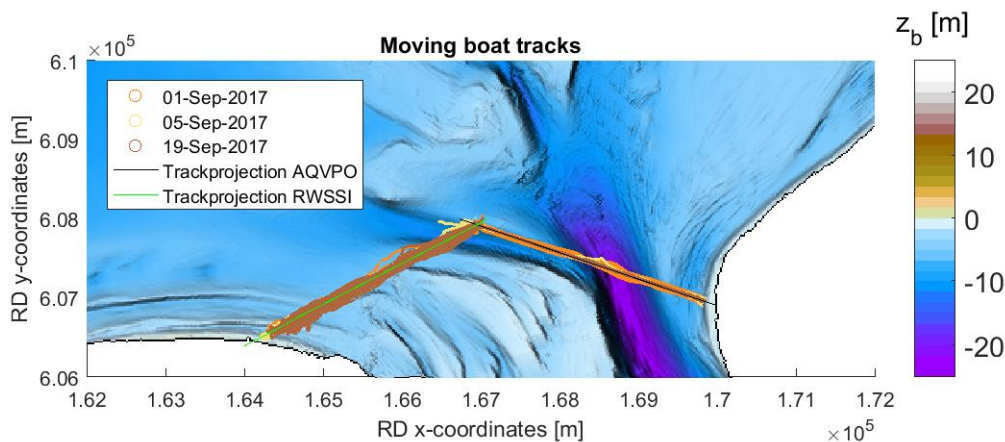 z_b [m]
×10^5
Moving boat tracks
6.1
6.09
6.08
6.07
6.06
RD y-coordinates [m]
01-Sep-2017
05-Sep-2017
19-Sep-2017
Trackprojection AQVPO
Trackprojection RWSSI
20
10
0
-10
-20
1.62 1.63 1.64 1.65 1.66 1.67 1.68 1.69 1.7 1.71 1.72
RD x-coordinates [m]
×10^5